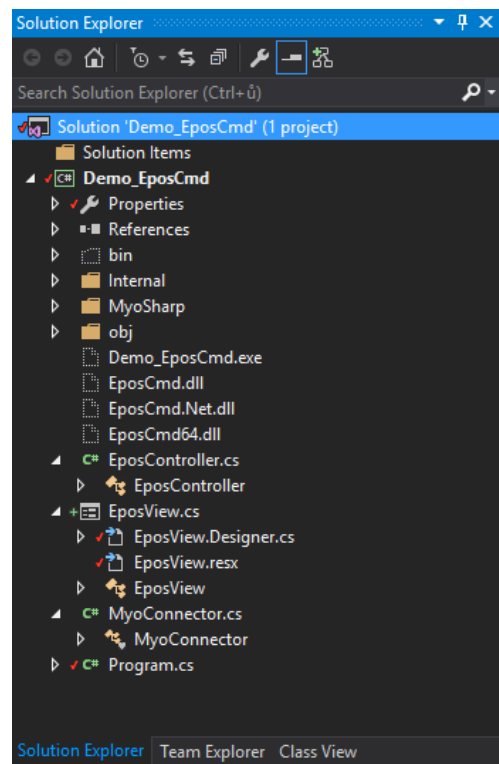 Solution Explorer
Search Solution Explorer (Ctrl+ů)
Solution 'Demo_EposCmd' (1 project)
Solution Items
C# Demo_EposCmd
Properties
References
bin
Internal
MyoSharp
obj
Demo_EposCmd.exe
EposCmd.dll
EposCmd.Net.dll
EposCmd64.dll
C# EposController.cs
EposController
EposView.cs
EposView.Designer.cs
EposView.resx
EposView
C# MyoConnector.cs
MyoConnector
C# Program.cs
Solution Explorer Team Explorer Class View